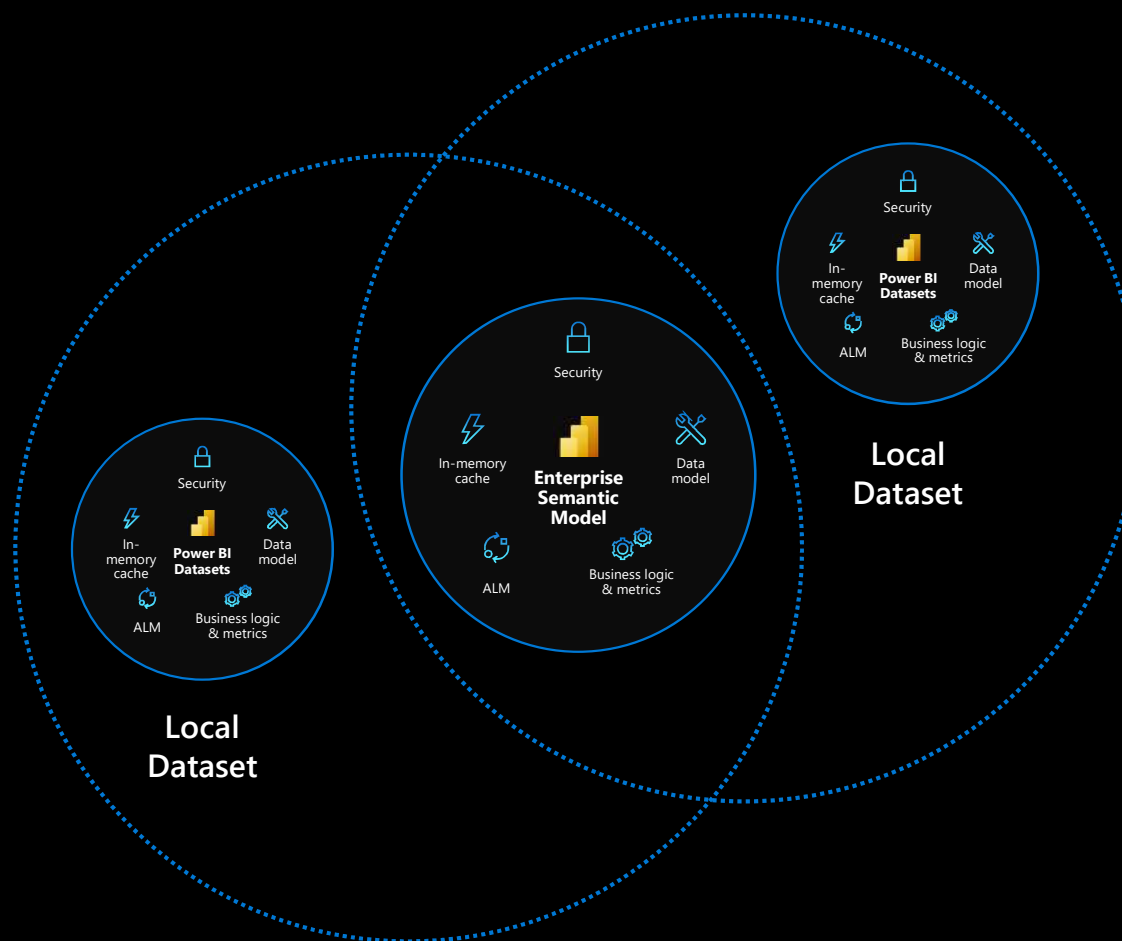 Security
In-
memory
cache
Power BI
Datasets
Data
model
ALM
Business logic
& metrics
Local
Dataset
Security
In-memory
cache
Enterprise
Semantic
Model
Data
model
ALM
Business logic
& metrics
Security
In-
memory
cache
Power BI
Datasets
Data
model
ALM
Business logic
& metrics
Local
Dataset